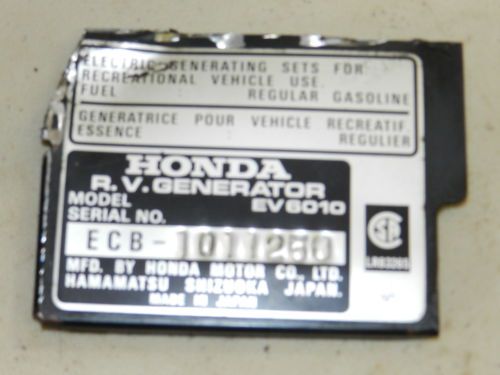 ELECTRIC GENERATING SETS FOR
RECREATIONAL VEHICLE USE.
FUEL REGULAR GASOLINE
GENERATRICE POUR VEHICLE RECREATIF
ESSENCE REGULIER
HONDA
R.V. GENERATOR
MODEL EV6010
SERIAL NO.
ECB-1011260
MFD. BY HONDA MOTOR CO., LTD.
HAMAMATSU SHIZUOKA JAPAN.
MADE IN JAPAN